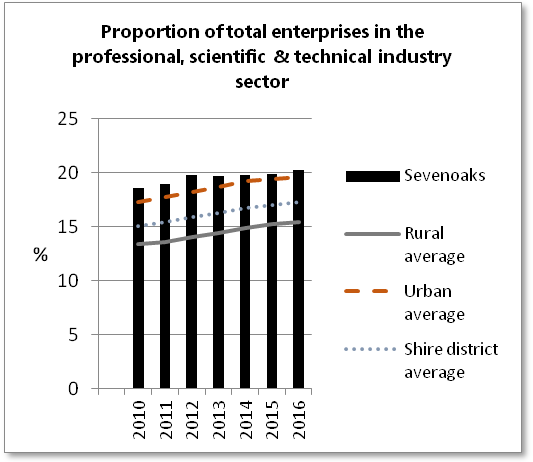 Proportion of total enterprises in the
professional, scientific & technical industry
sector
25
20
15
10
5
0
%
2010
2011
2012
2013
2014
2015
2016
Sevenoaks
Rural
average
Urban
average
Shire district
average